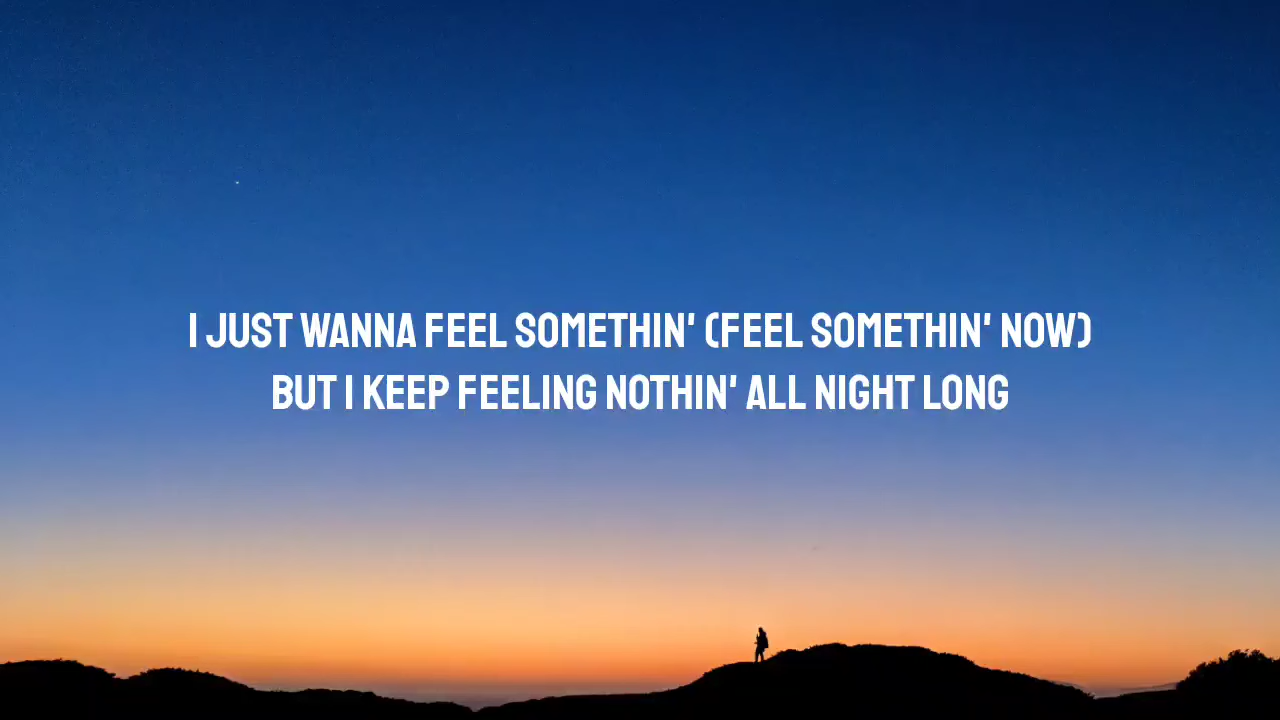 I JUST WANNA FEEL SOMETHIN' (FEEL SOMETHIN' NOW)
BUT I KEEP FEELING NOTHIN' ALL NIGHT LONG